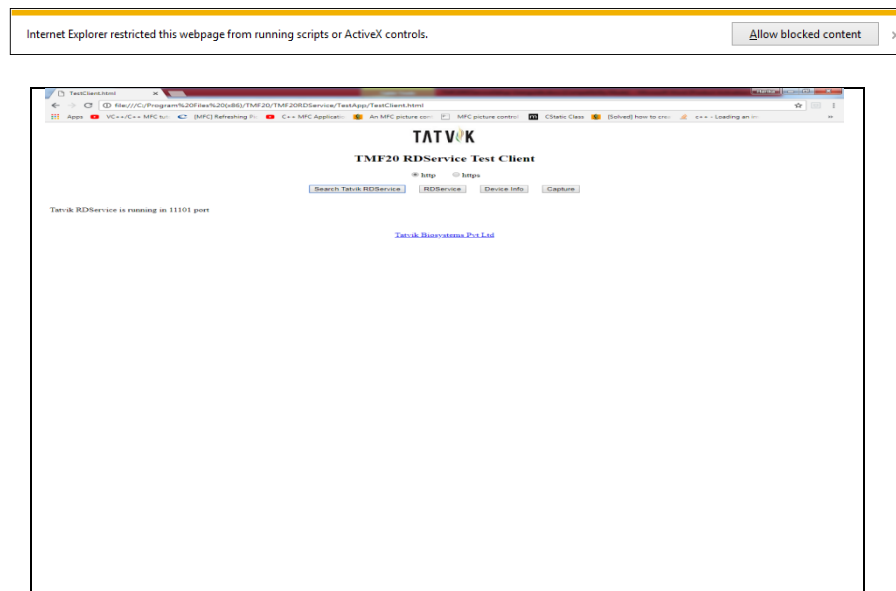 Internet Explorer restricted this webpage from running scripts or ActiveX controls.
Allow blocked content
TestClient.html
file:///C:/Program%20Files%20(x86)/TMF20/TMF20RDService/TestApp/TestClient.html
Apps VC++/C++ MFC tut [MFC] Refreshing C++ MFC Applicatio An MFC picture con MFC picture control CStatic Class (Solved) how to cre c++ - Loading an
TATVIK
TMF20 RDService Test Client
http https
Search Tatvik RDService RDService Device Info Capture
Tatvik RDService is running in 11101 port
Tatvik Biosystems Pvt Ltd